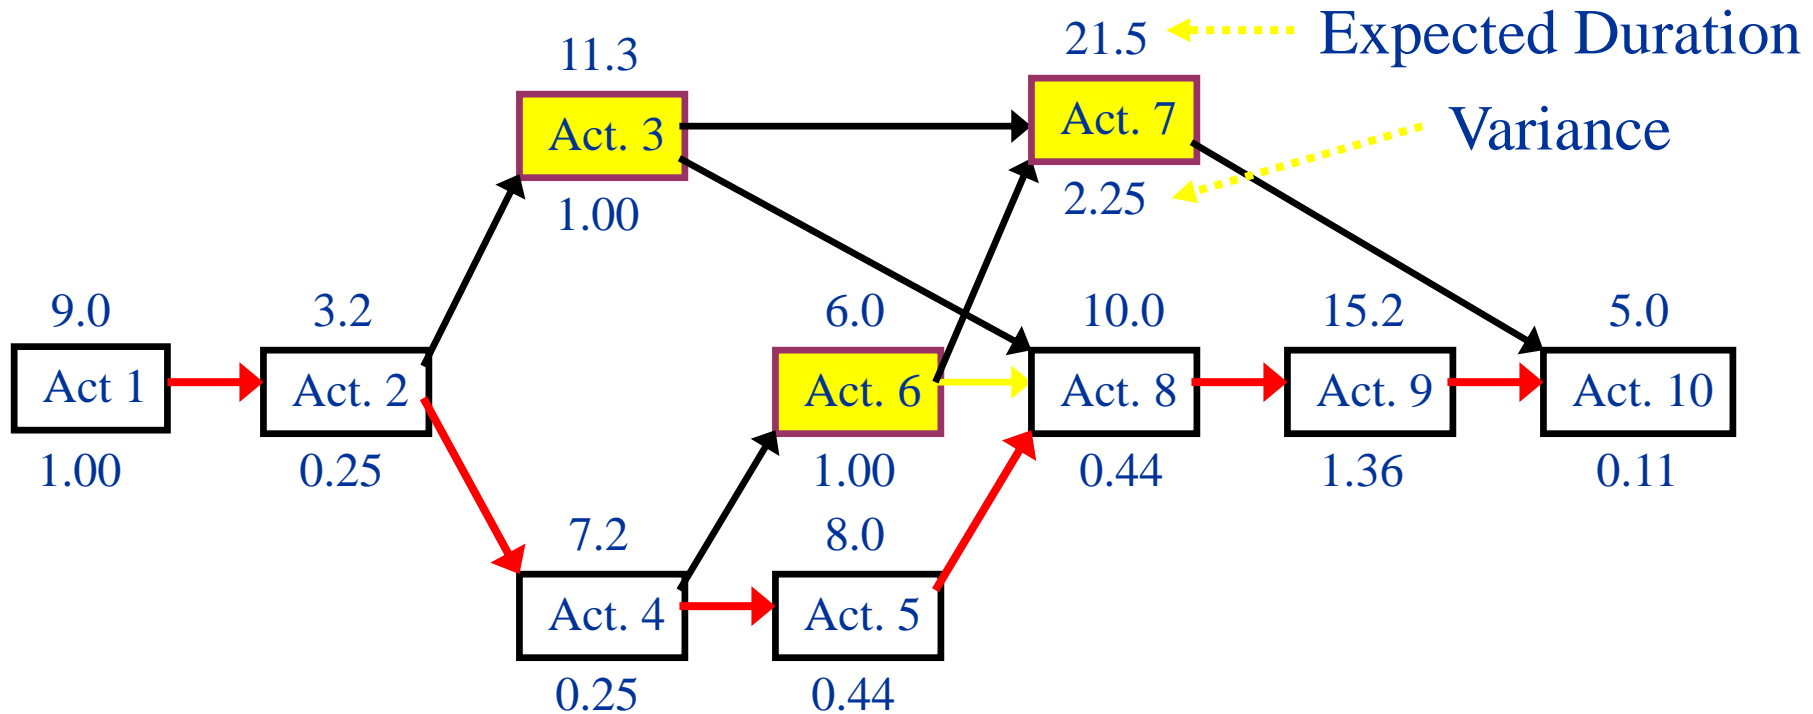 21.5 Expected Duration
11.3
Act. 3
Act. 7
Variance
1.00
2.25
9.0
3.2
6.0
10.0
15.2
5.0
Act 1
Act. 2
Act. 6
Act. 8
Act. 9
Act. 10
1.00
0.25
1.00
0.44
1.36
0.11
7.2
8.0
Act. 4
Act. 5
0.25
0.44